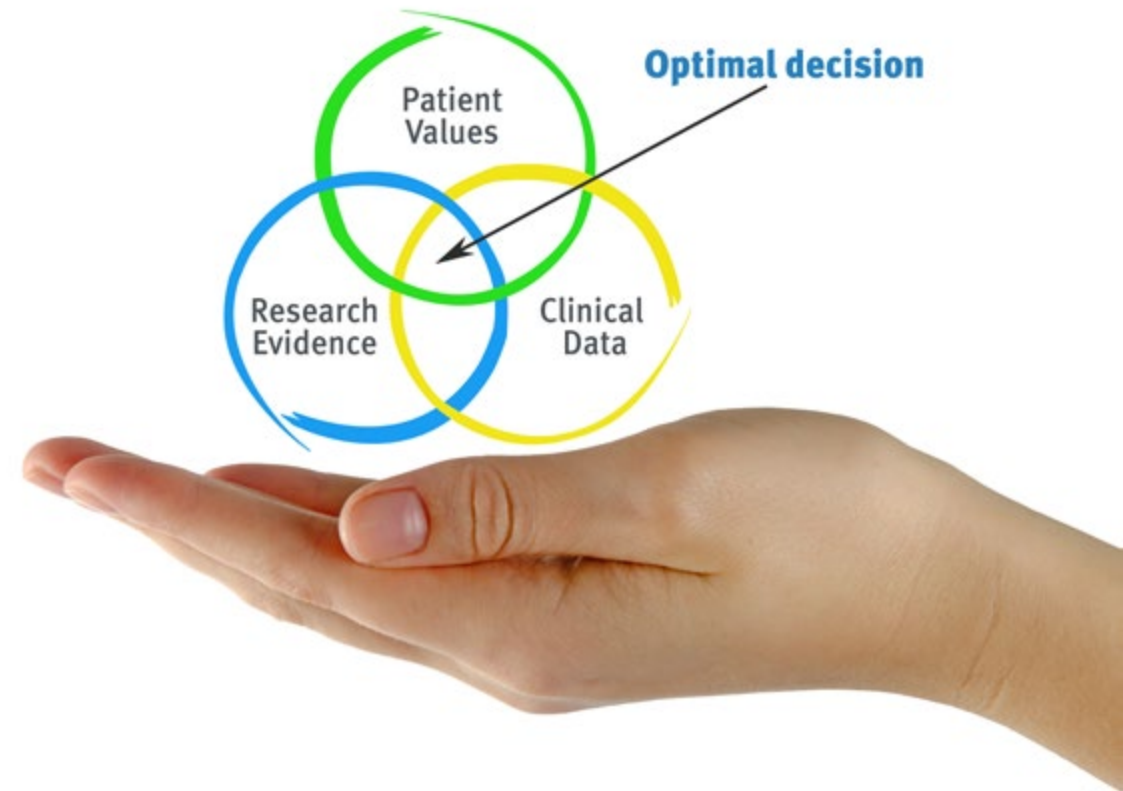 Optimal decision
Patient
Values
Research
Evidence
Clinical
Data